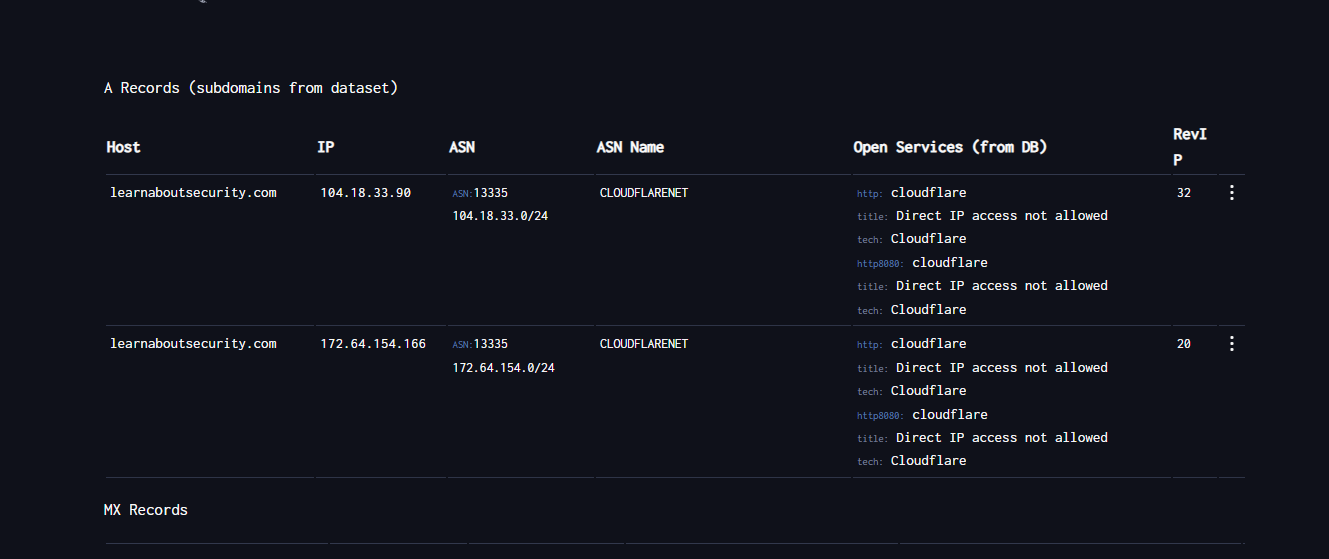 A Records (subdomains from dataset)
Host IP ASN ASN Name Open Services (from DB) RevI
P
learnaboutsecurity.com 104.18.33.90 ASN:13335 CLOUDFLARENET http: cloudflare 32
104.18.33.0/24 title: Direct IP access not allowed
tech: Cloudflare
http8080: cloudflare
title: Direct IP access not allowed
tech: Cloudflare
learnaboutsecurity.com 172.64.154.166 ASN:13335 CLOUDFLARENET http: cloudflare 20
172.64.154.0/24 title: Direct IP access not allowed
tech: Cloudflare
http8080: cloudflare
title: Direct IP access not allowed
tech: Cloudflare
MX Records